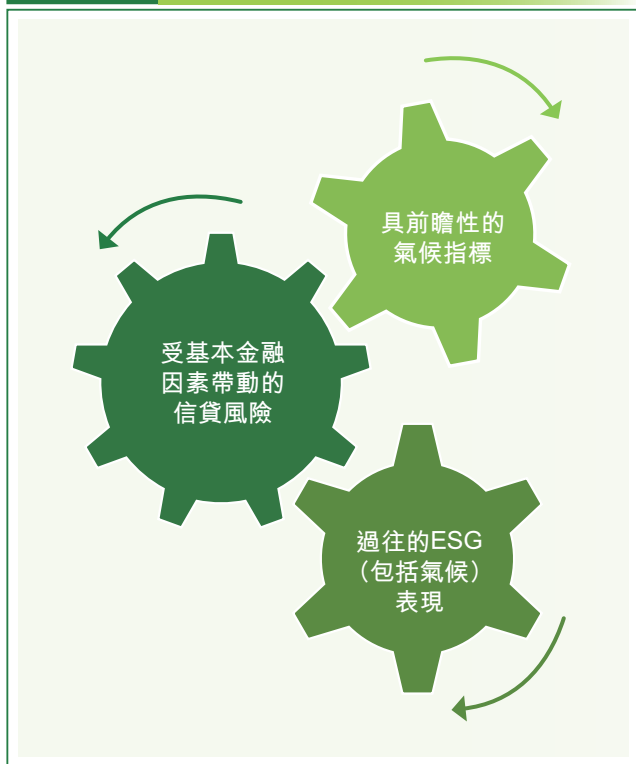 具前瞻性的
氣候指標
受基本金融
因素帶動的
信貸風險
過往的ESG
（包括氣候）
表現